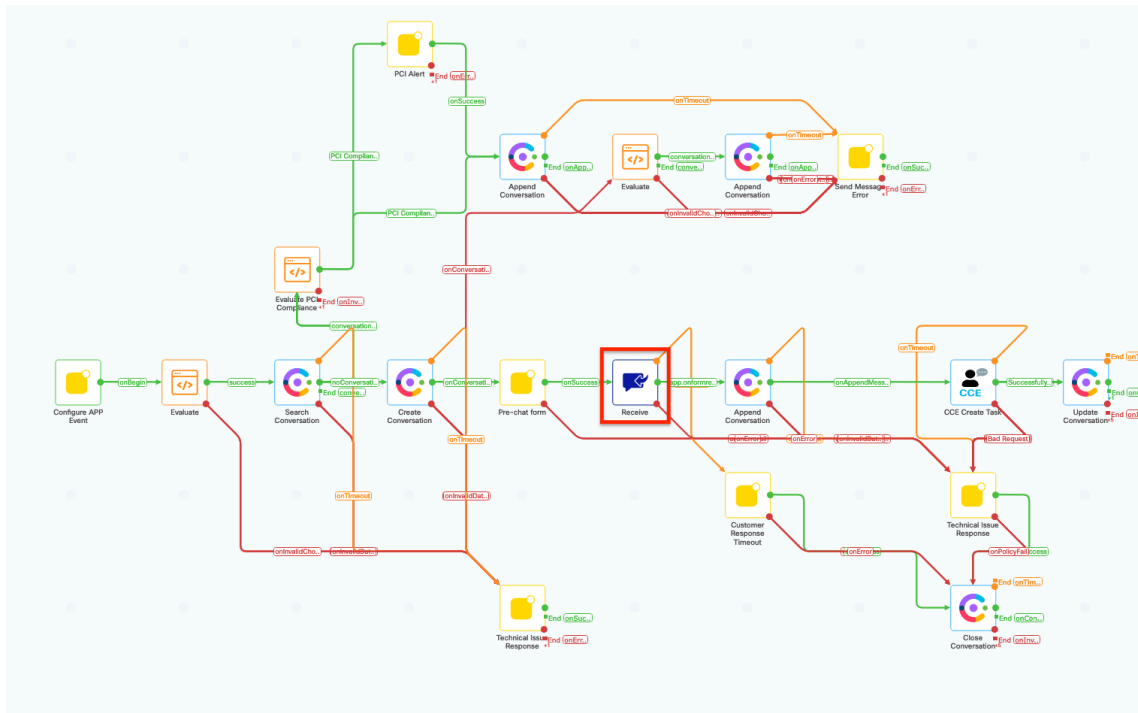 PCI Alert
End onErr..
+1
onSuccess
onTimeout
PCI Complian..
onTimeout
Append
Conversation
End onApp..
Evaluate
conversation..
End conve..
Append
Conversation
End onApp..
Send Message
Error
End onSuc..
End onErr..
+1
PCI Complian..
onInvalidCho..
onConversati..
Evaluate PCI
Compliance
End onInv..
+1
conversation..
onTimeout
End
Configure APP
Event
onBegin
Evaluate
success
Search
Conversation
noConversati..
End conve..
Create
Conversation
onConversati..
Pre-chat form
onSuccess
Receive
app.onformre..
Append
Conversation
onAppendMess..
CCE
CCE Create Task
Successfully..
Update
Conversation
End
End
+5
onTimeout
onError
onInvalidDat..
Bad Request
onTimeout
onInvalidDat..
Customer
Response
Timeout
Technical Issue
Response
onInvalidCho..
onError
onPolicyFail
End onTim..
Technical Issue
Response
End onSuc..
End onErr..
+1
Close
Conversation
End onCon..
End onInv..